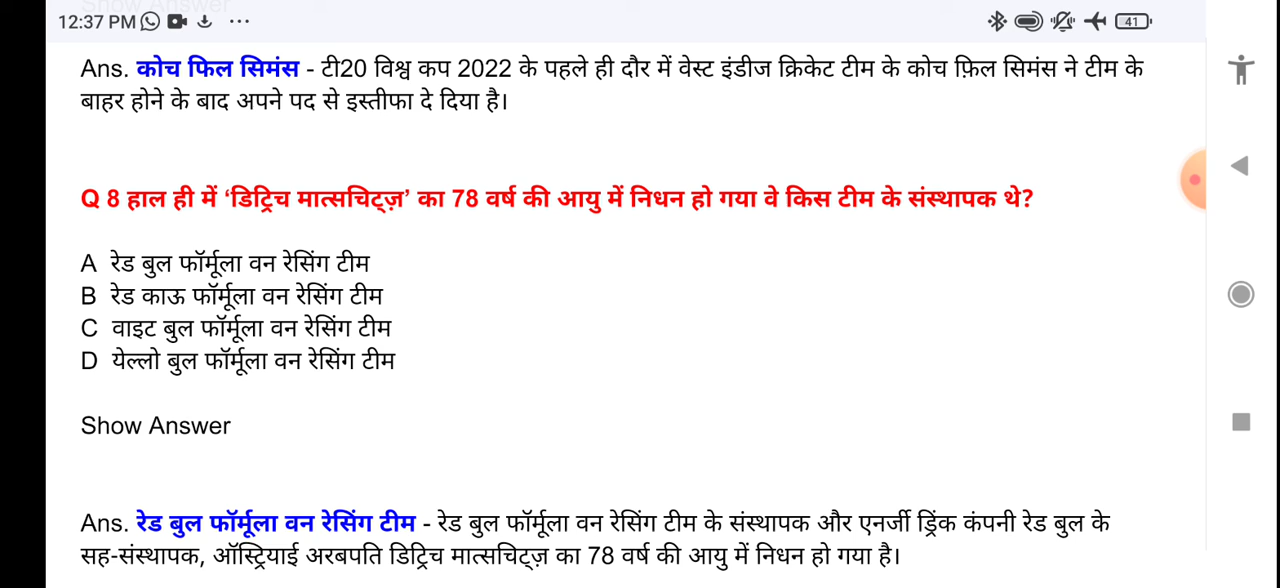 Show Answer
12:37 PM
41
Ans. कोच फिल सिमंस - टी20 विश्व कप 2022 के पहले ही दौर में वेस्ट इंडीज क्रिकेट टीम के कोच फ़िल सिमंस ने टीम के
बाहर होने के बाद अपने पद से इस्तीफा दे दिया है।
Q 8 हाल ही में ‘डिट्रिच मात्सचिट्ज़’ का 78 वर्ष की आयु में निधन हो गया वे किस टीम के संस्थापक थे?
A रेड बुल फॉर्मूला वन रेसिंग टीम
B रेड काऊ फॉर्मूला वन रेसिंग टीम
C वाइट बुल फॉर्मूला वन रेसिंग टीम
D येल्लो बुल फॉर्मूला वन रेसिंग टीम
Show Answer
Ans. रेड बुल फॉर्मूला वन रेसिंग टीम - रेड बुल फॉर्मूला वन रेसिंग टीम के संस्थापक और एनर्जी ड्रिंक कंपनी रेड बुल के
सह-संस्थापक, ऑस्ट्रियाई अरबपति डिट्रिच मात्सचिट्ज़ का 78 वर्ष की आयु में निधन हो गया है।